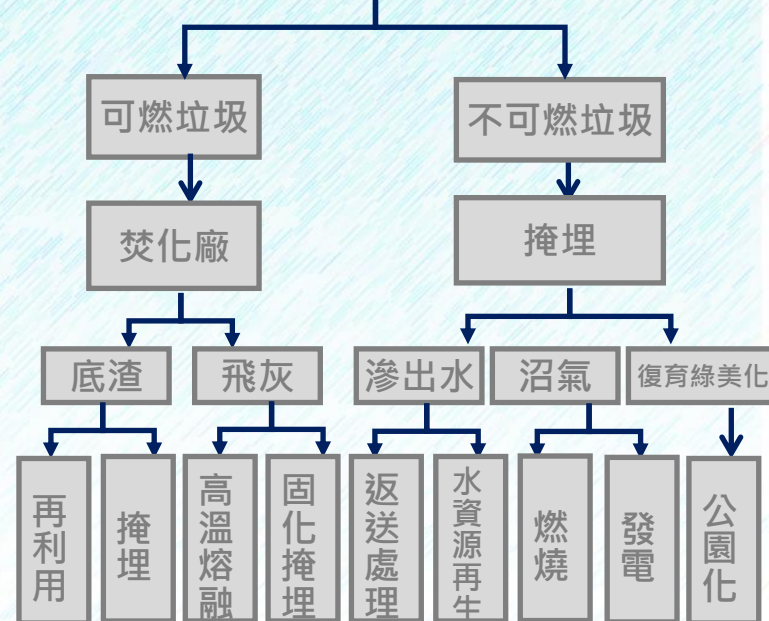 可燃垃圾
不可燃垃圾
焚化廠
掩埋
底渣
飛灰
滲出水
沼氣
復育綠美化
再利用
掩埋
高溫熔融
固化掩埋
返送處理
水資源再生
燃燒
發電
公園化